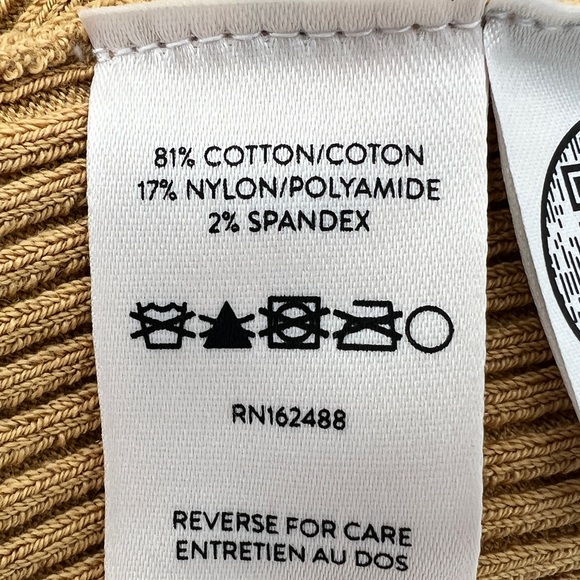 81% COTTON/COTON
17% NYLON/POLYAMIDE
2% SPANDEX
RN162488
REVERSE FOR CARE
ENTRETIEN AU DOS